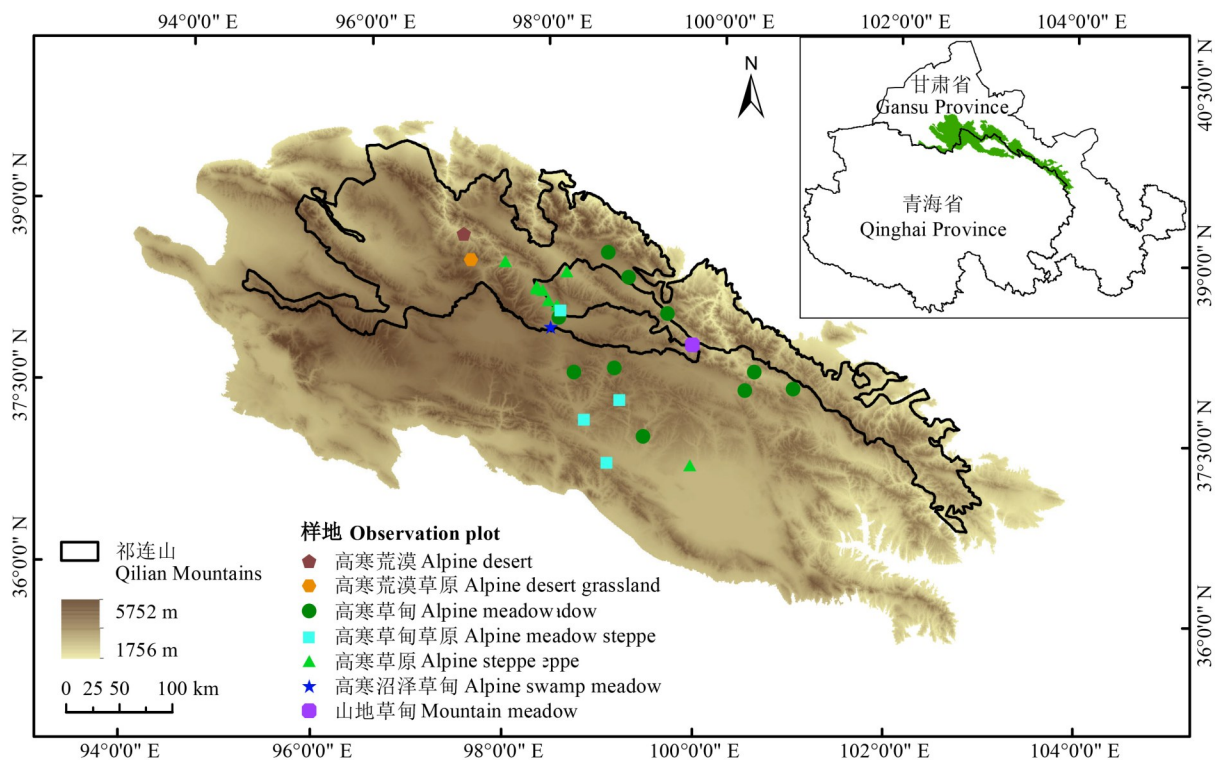 94°0'0" E 96°0'0" E 98°0'0" E 100°0'0" E 102°0'0" E 104°0'0" E
N
甘肃省
Gansu Province
青海省
Qinghai Province
39°0'0" N
37°30'0" N
36°0'0" N
40°30'0" N
39°0'0" N
37°30'0" N
36°0'0" N
祁连山
Qilian Mountains
5752 m
1756 m
0 25 50 100 km
样地 Observation plot
高寒荒漠 Alpine desert
高寒荒漠草原 Alpine desert grassland
高寒草甸 Alpine meadowıdow
高寒草甸草原 Alpine meadow steppe
高寒草原 Alpine steppe ɛppe
高寒沼泽草甸 Alpine swamp meadow
山地草甸 Mountain meadow
94°0'0" E 96°0'0" E 98°0'0" E 100°0'0" E 102°0'0" E 104°0'0" E